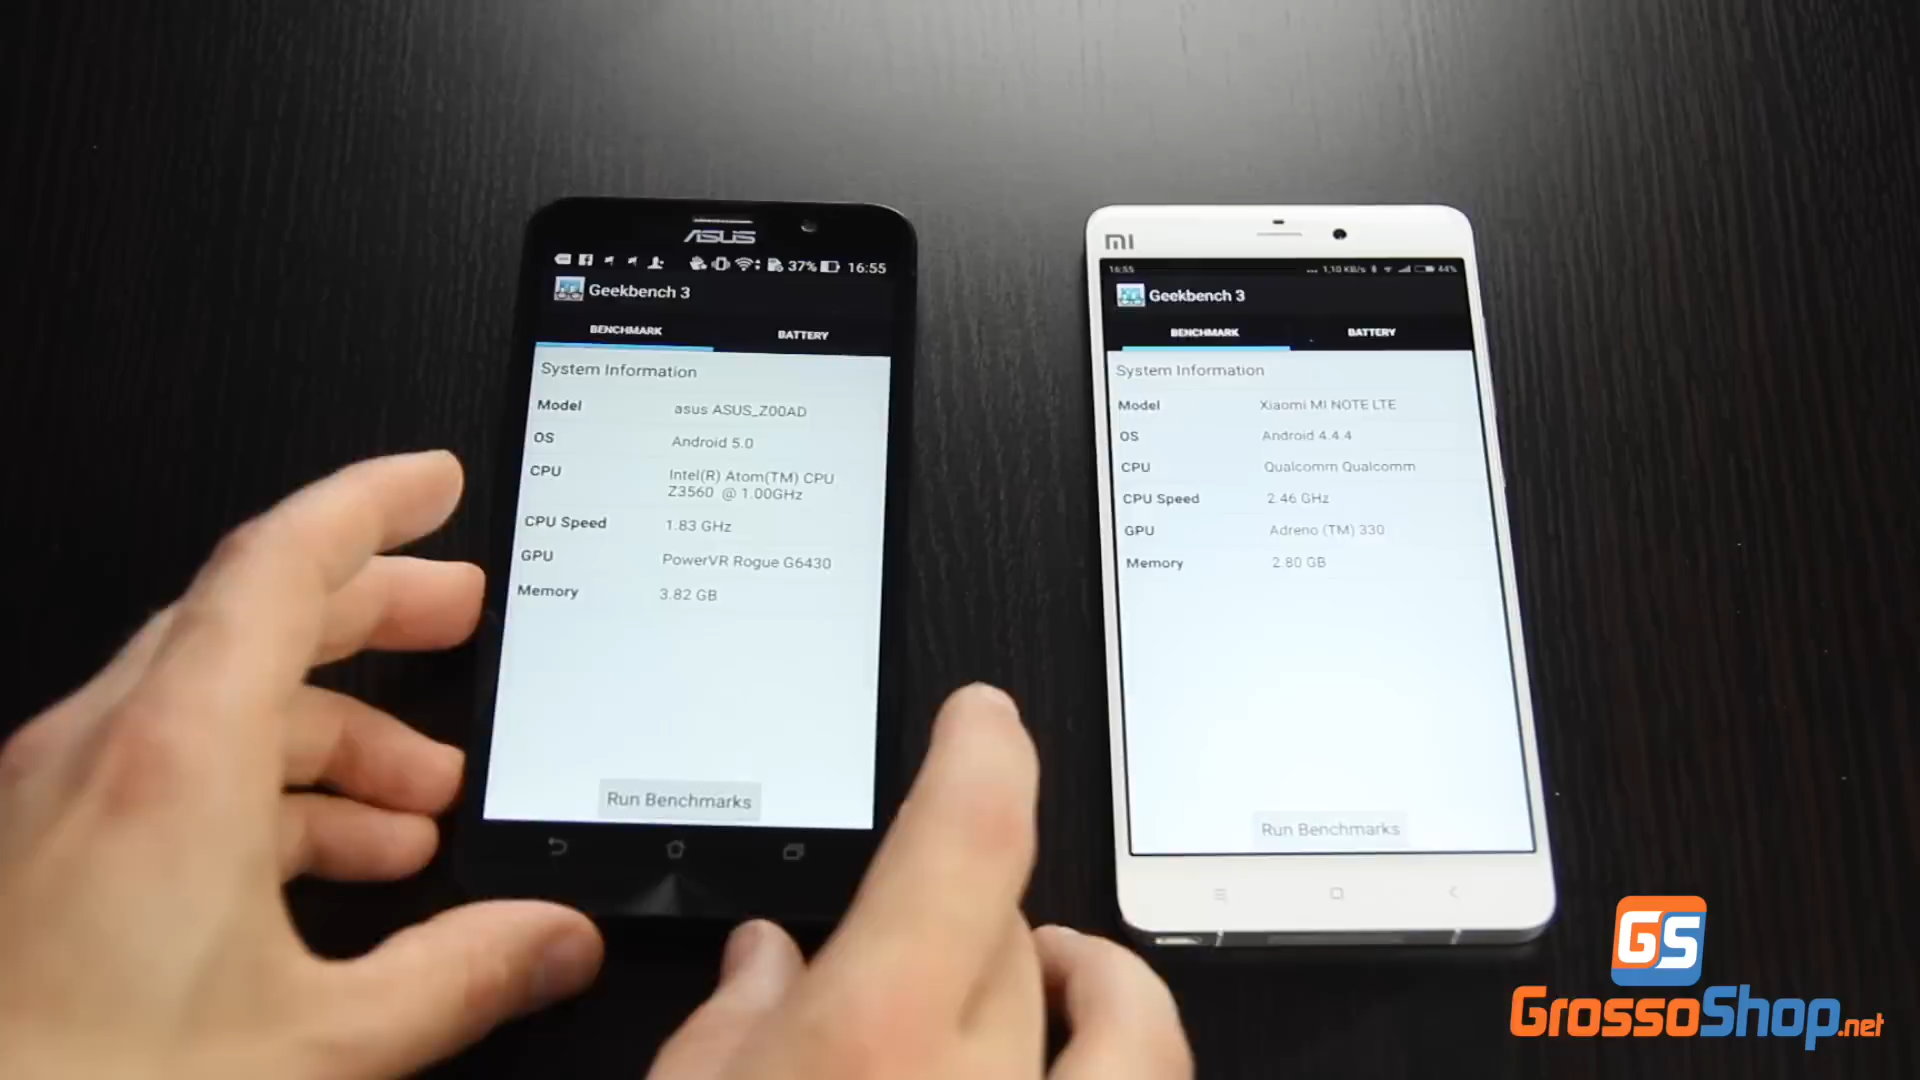 ASUS
37% 16:55
Geekbench 3
BENCHMARK BATTERY
System Information
Model asus ASUS_Z00AD
OS Android 5.0
CPU Intel(R) Atom(TM) CPU
Z3560 @ 1.00GHz
CPU Speed 1.83 GHz
GPU PowerVR Rogue G6430
Memory 3.82 GB
Run Benchmarks
MI
16:55 ... 1,10 KB/s 44%
Geekbench 3
BENCHMARK BATTERY
System Information
Model Xiaomi MI NOTE LTE
OS Android 4.4.4
CPU Qualcomm Qualcomm
CPU Speed 2.46 GHz
GPU Adreno (TM) 330
Memory 2.80 GB
Run Benchmarks
GS
GrossoShop.net